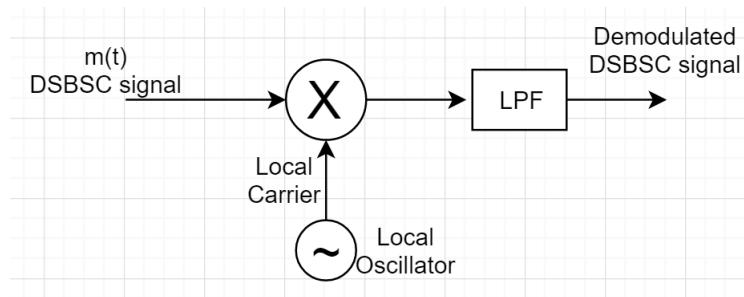 m(t)
DSBSC signal
X
LPF
Demodulated
DSBSC signal
Local
Carrier
~
Local
Oscillator